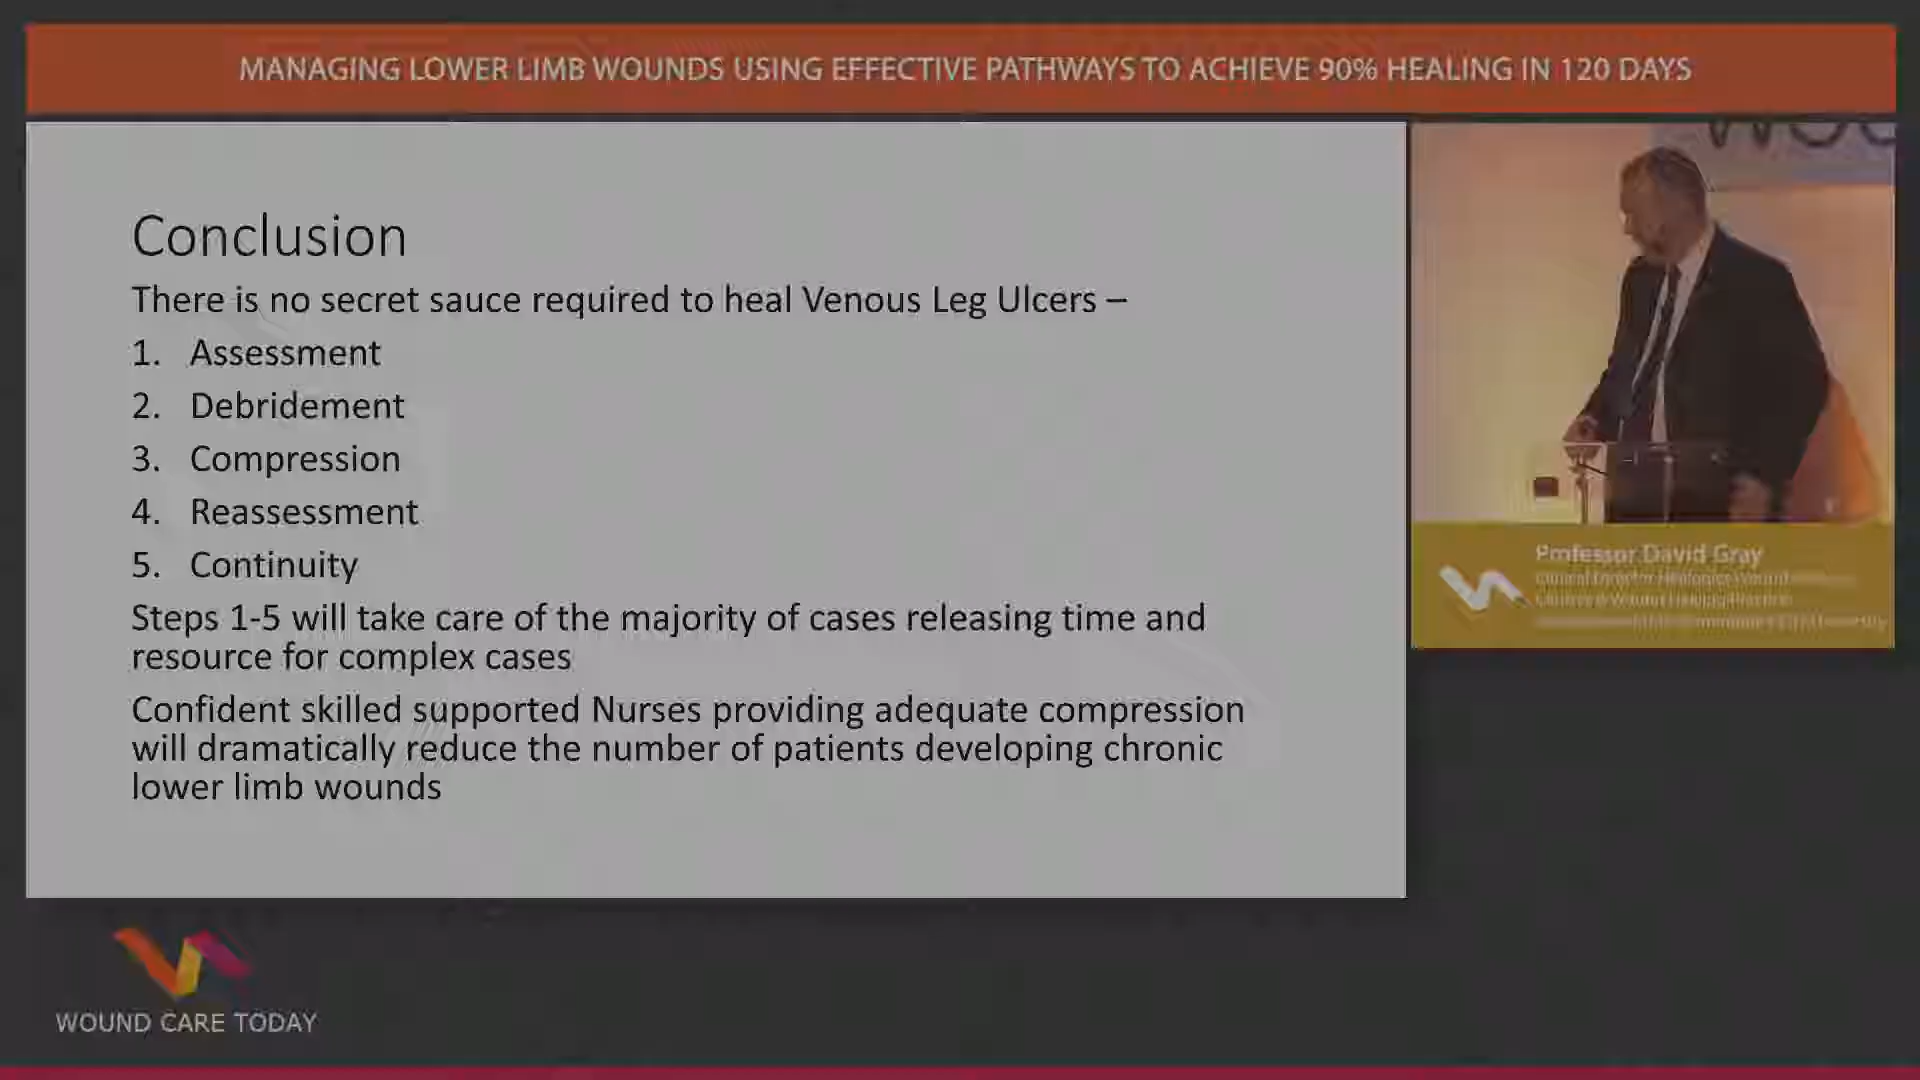 MANAGING LOWER LIMB WOUNDS USING EFFECTIVE PATHWAYS TO ACHIEVE 90% HEALING IN 120 DAYS
Conclusion
There is no secret sauce required to heal Venous Leg Ulcers –
1. Assessment
2. Debridement
3. Compression
4. Reassessment
5. Continuity
Steps 1-5 will take care of the majority of cases releasing time and
resource for complex cases
Confident skilled supported Nurses providing adequate compression
will dramatically reduce the number of patients developing chronic
lower limb wounds
Professor David Gray
Clinical Director Healogics Wound
WOUND CARE TODAY